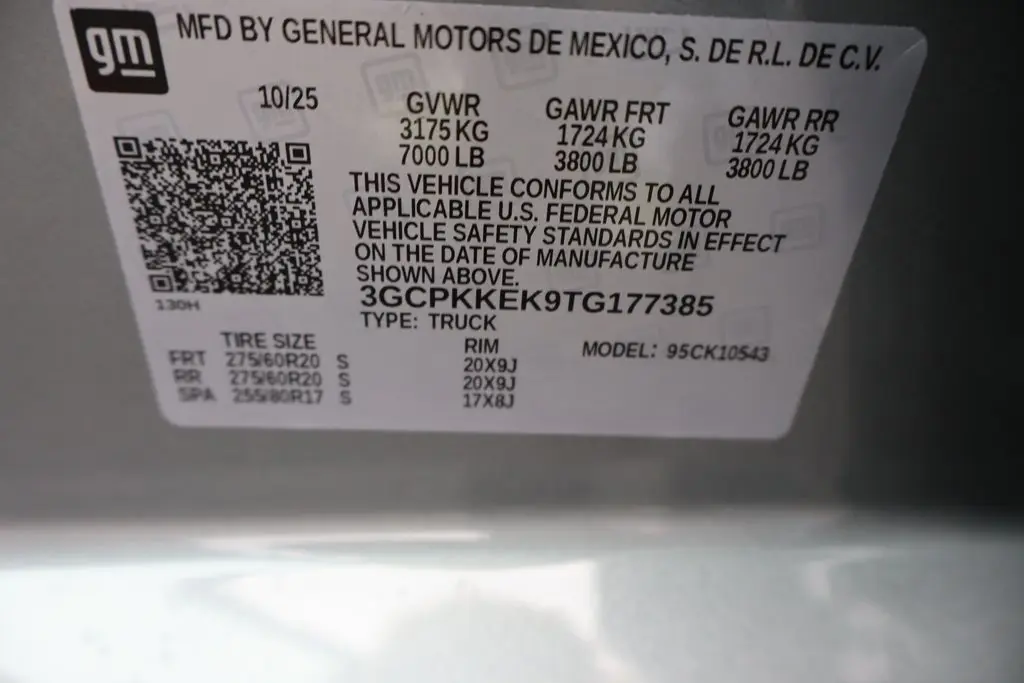 gm
MFD BY GENERAL MOTORS DE MEXICO, S. DE R.L. DE C.V.
10/25 GVWR GAWR FRT GAWR RR
3175 KG 1724 KG 1724 KG
7000 LB 3800 LB 3800 LB
THIS VEHICLE CONFORMS TO ALL
APPLICABLE U.S. FEDERAL MOTOR
VEHICLE SAFETY STANDARDS IN EFFECT
ON THE DATE OF MANUFACTURE
SHOWN ABOVE.
3GCPKKEK9TG177385
130H
TYPE: TRUCK
TIRE SIZE RIM MODEL: 95CK10543
FRT 275/60R20 S 20X9J
RR 275/60R20 S 20X9J
SPA 255/80R17 S 17X8J